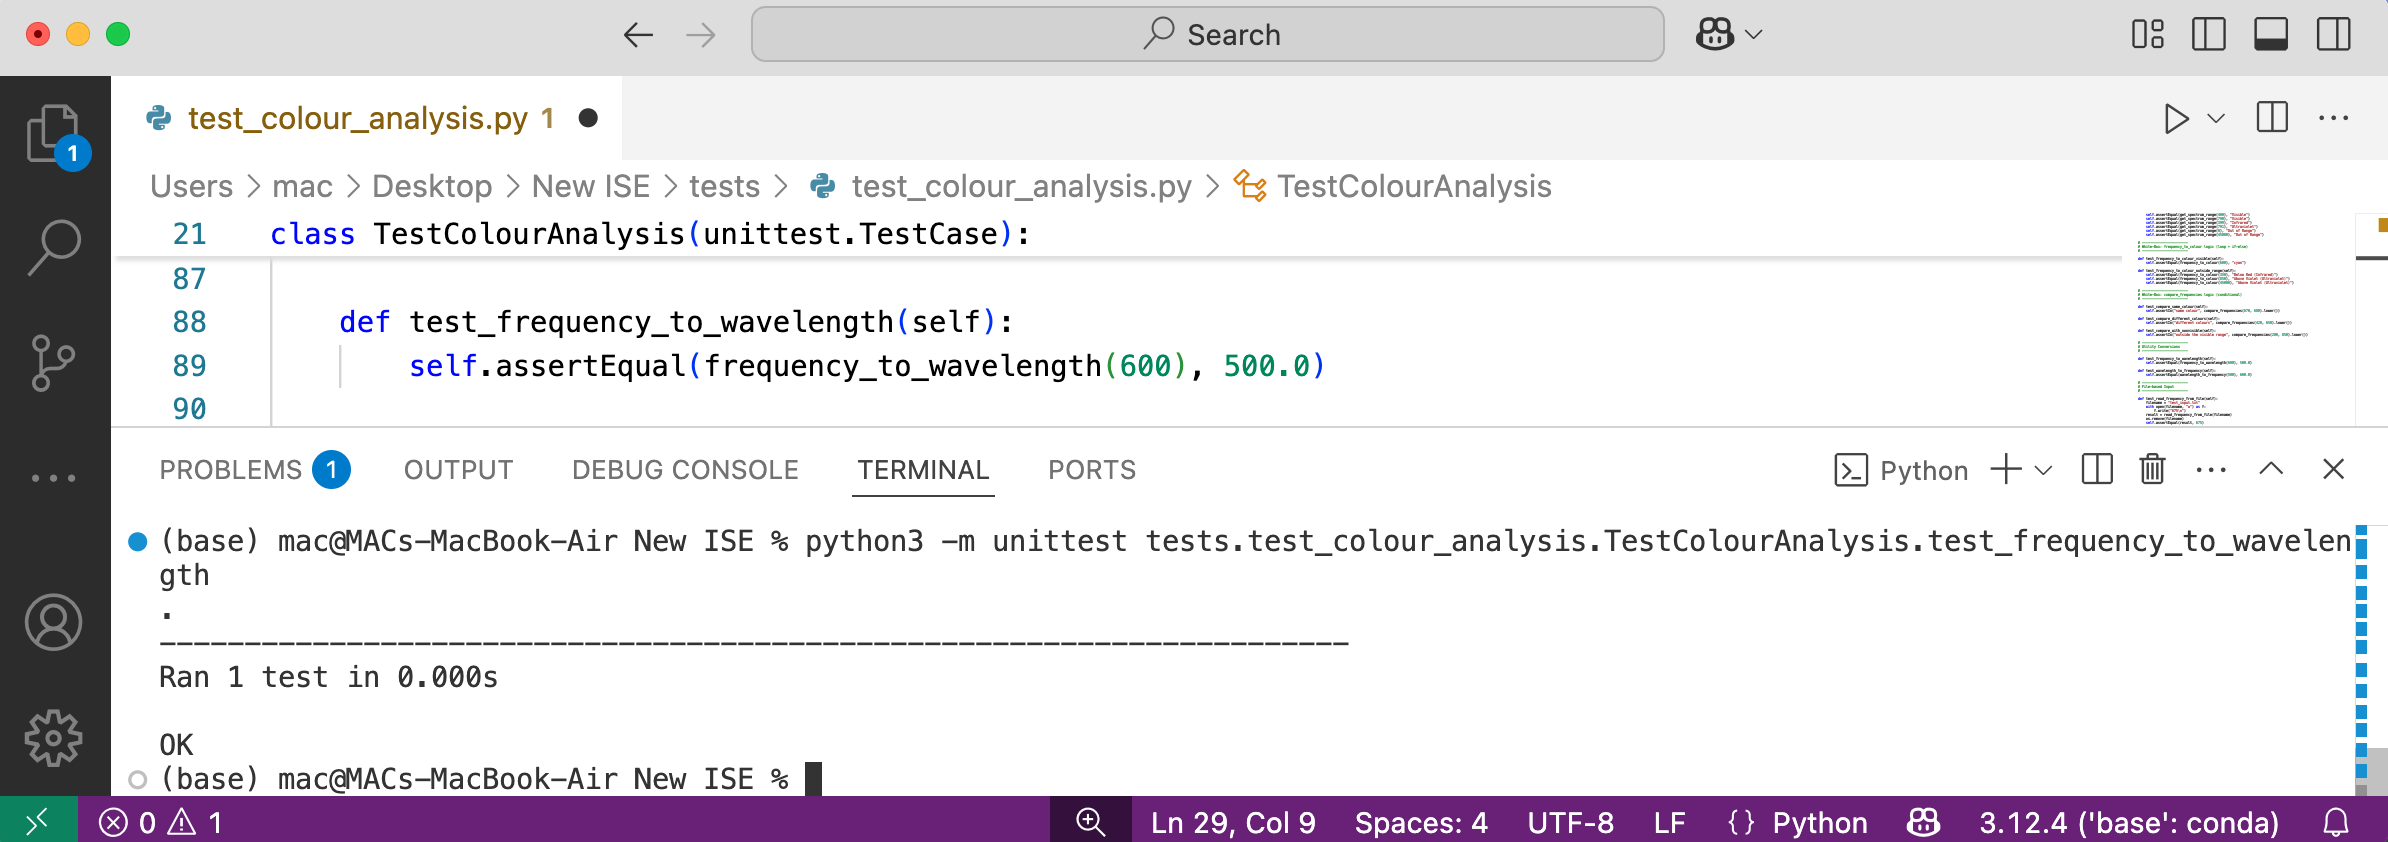 Search
test_colour_analysis.py 1
1
Users > mac > Desktop > New ISE > tests > test_colour_analysis.py > TestColourAnalysis
21 class TestColourAnalysis(unittest.TestCase):
87
88 def test_frequency_to_wavelength(self):
89 self.assertEqual(frequency_to_wavelength(600), 500.0)
90
PROBLEMS 1 OUTPUT DEBUG CONSOLE TERMINAL PORTS Python
(base) mac@MACs-MacBook-Air New ISE % python3 -m unittest tests.test_colour_analysis.TestColourAnalysis.test_frequency_to_wavelen
gth
.
----------------------------------------------------------------------
Ran 1 test in 0.000s
OK
(base) mac@MACs-MacBook-Air New ISE %
0 1 Ln 29, Col 9 Spaces: 4 UTF-8 LF {} Python 3.12.4 ('base': conda)